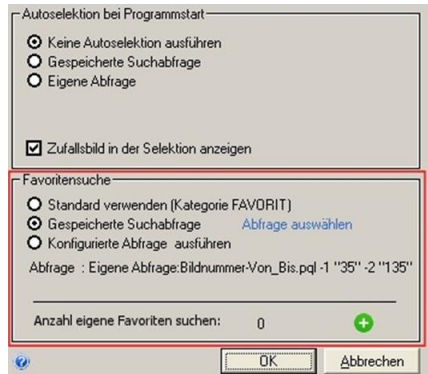 Autoselektion bei Programmstart
Keine Autoselektion ausführen
Gespeicherte Suchabfrage
Eigene Abfrage
Zufallsbild in der Selektion anzeigen
Favoritensuche
Standard verwenden (Kategorie FAVORIT)
Gespeicherte Suchabfrage Abfrage auswählen
Konfigurierte Abfrage ausführen
Abfrage : Eigene Abfrage:Bildnummer-Von_Bis.pql -1 "35" -2 "135"
Anzahl eigene Favoriten suchen: 0
OK Abbrechen